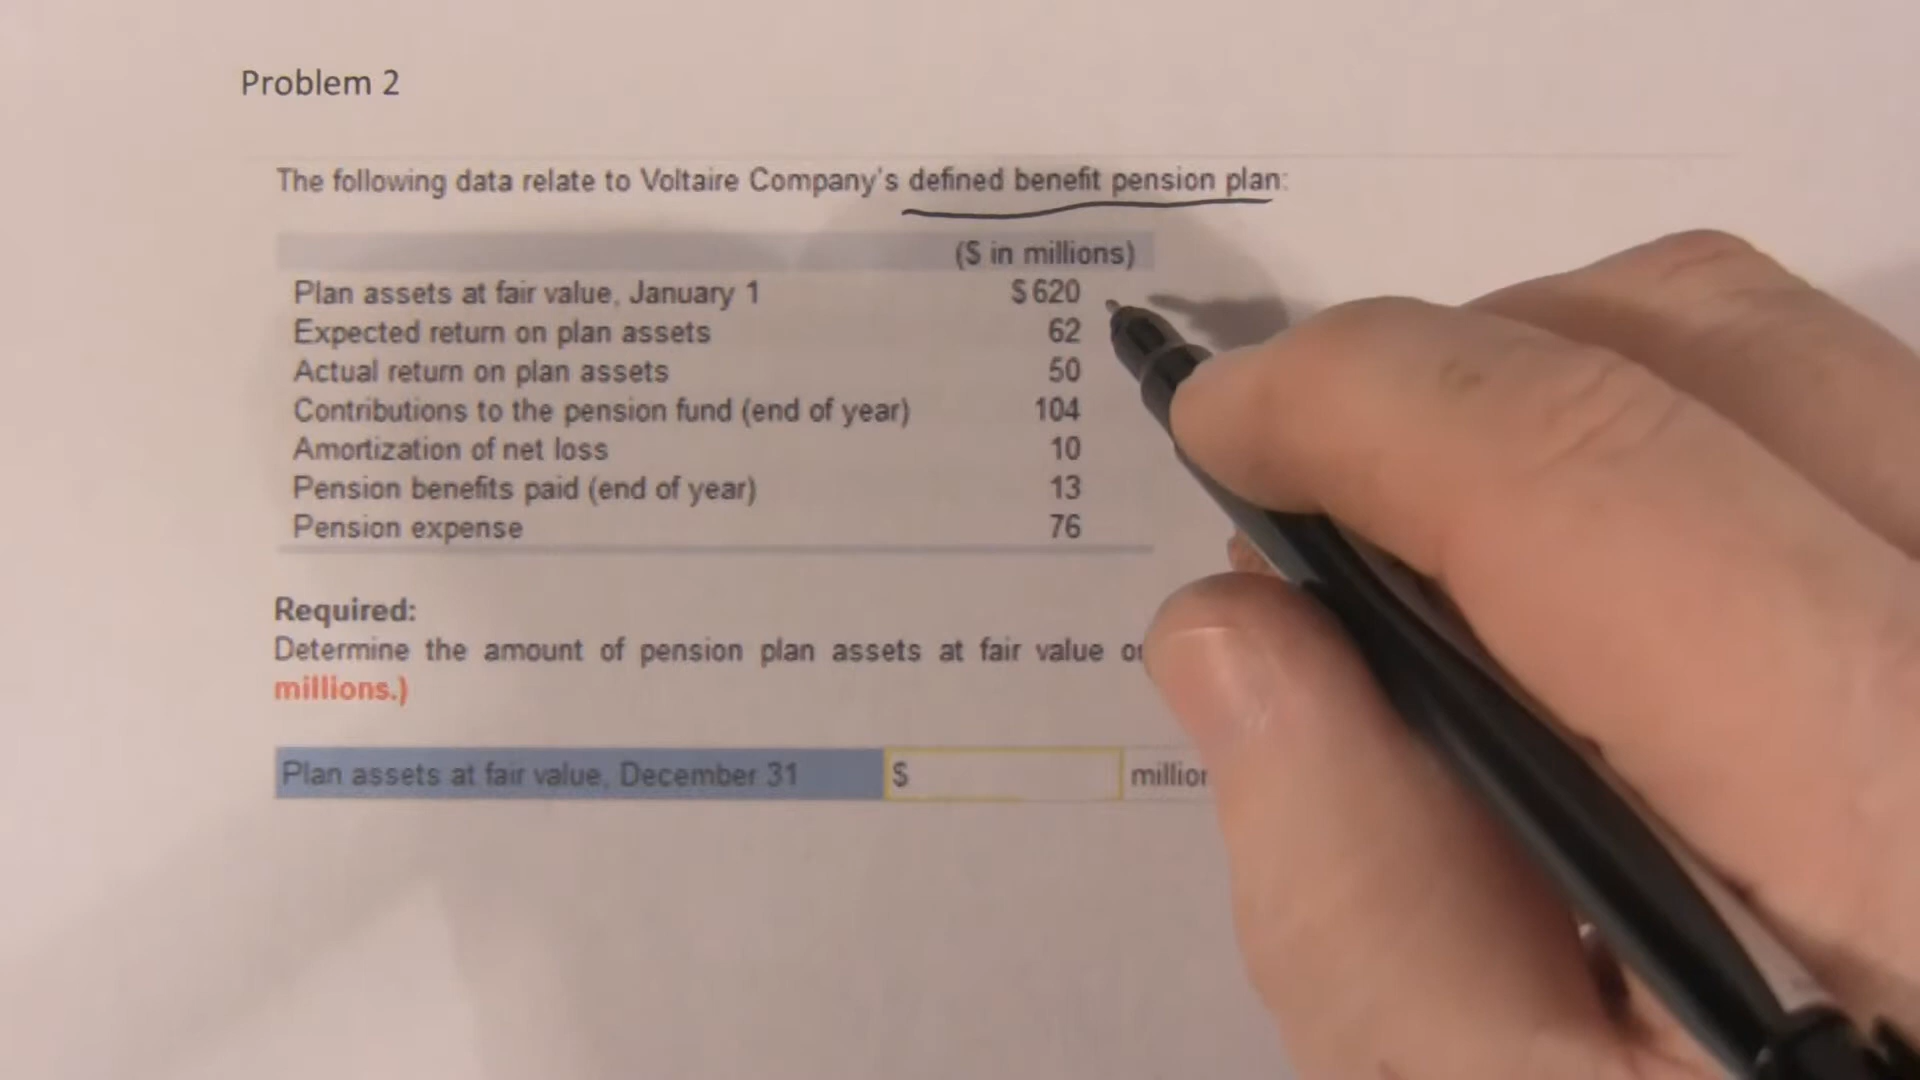 Problem 2
The following data relate to Voltaire Company's defined benefit pension plan:
($ in millions)
Plan assets at fair value, January 1 $620
Expected return on plan assets 62
Actual return on plan assets 50
Contributions to the pension fund (end of year) 104
Amortization of net loss 10
Pension benefits paid (end of year) 13
Pension expense 76
Required:
Determine the amount of pension plan assets at fair value
millions.)
Plan assets at fair value, December 31 $